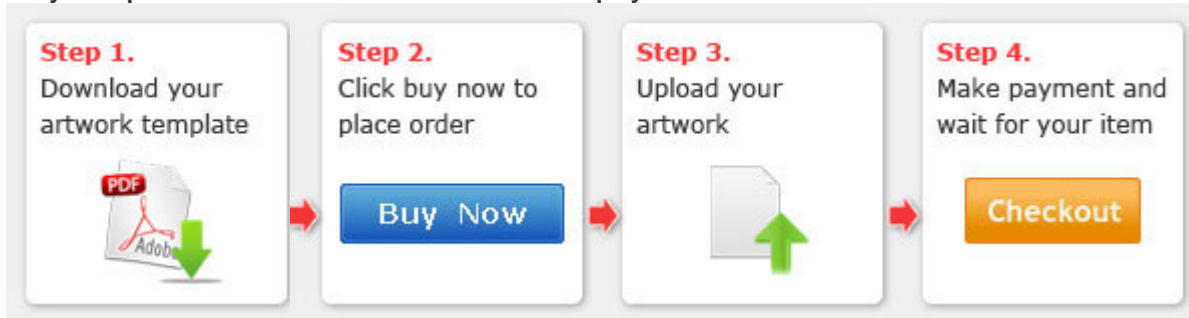 Step 1.
Download your
artwork template
PDF
Adobe
Step 2.
Click buy now to
place order
Buy Now
Step 3.
Upload your
artwork
Step 4.
Make payment and
wait for your item
Checkout